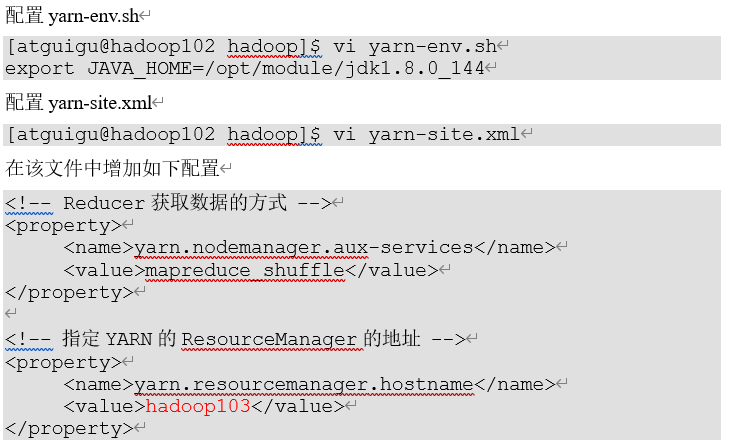 配置 yarn-env.sh
[atguigu@hadoop102 hadoop]$ vi yarn-env.sh
export JAVA_HOME=/opt/module/jdk1.8.0_144
配置 yarn-site.xml
[atguigu@hadoop102 hadoop]$ vi yarn-site.xml
在该文件中增加如下配置
<!-- Reducer 获取数据的方式 -->
<property>
<name>yarn.nodemanager.aux-services</name>
<value>mapreduce_shuffle</value>
</property>
<!-- 指定 YARN 的 ResourceManager 的地址 -->
<property>
<name>yarn.resourcemanager.hostname</name>
<value>hadoop103</value>
</property>